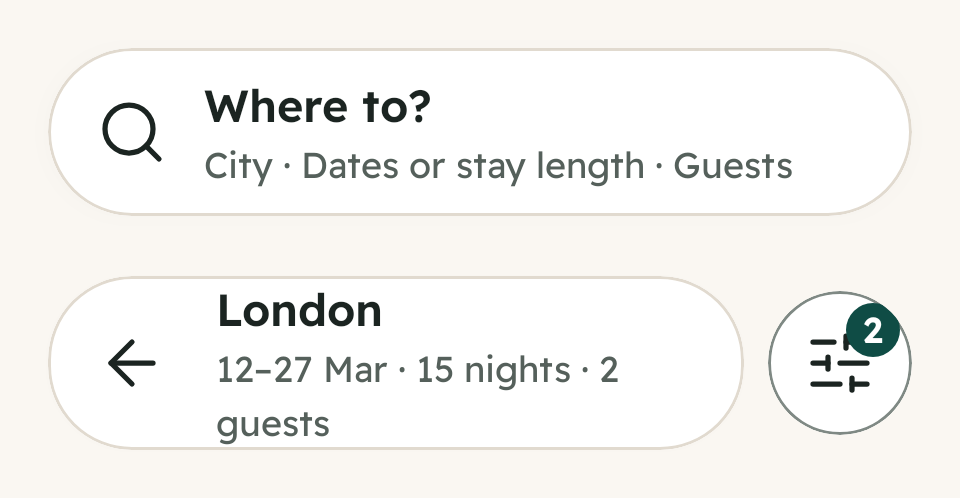 Where to?
City · Dates or stay length · Guests
London
12–27 Mar · 15 nights · 2
guests
2